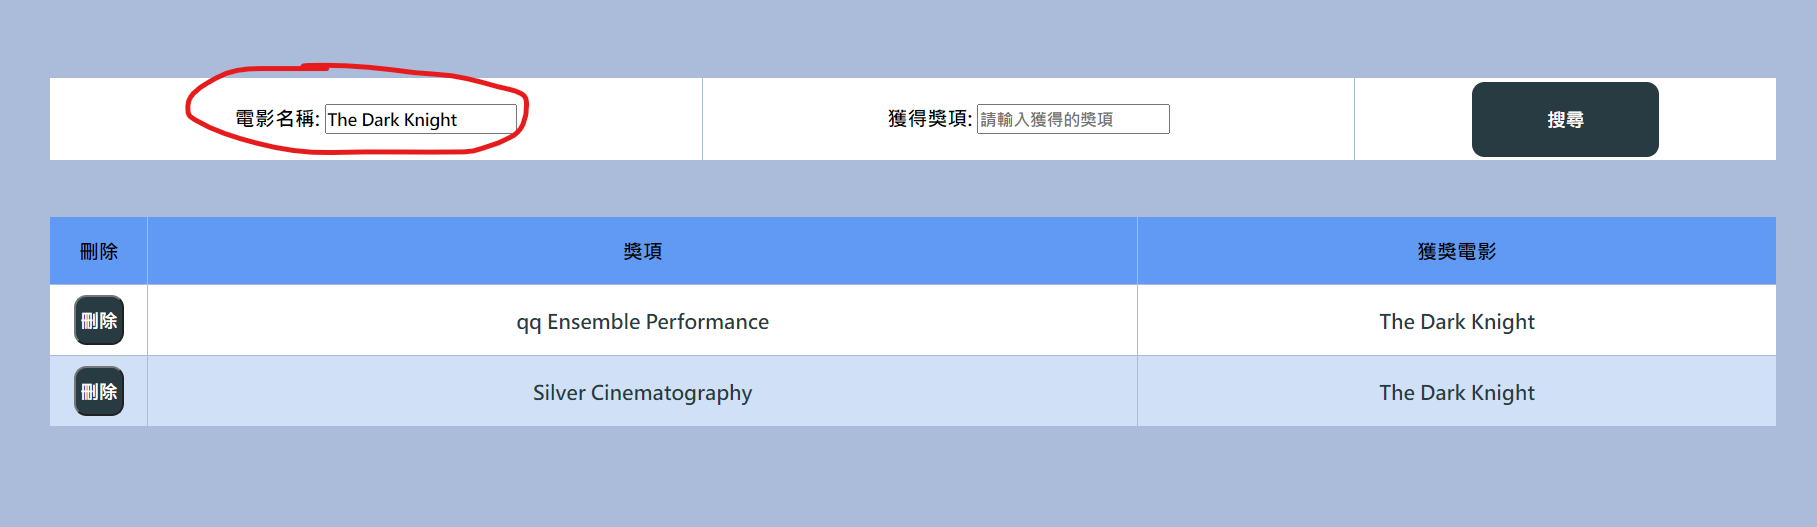 電影名稱: The Dark Knight 獲得獎項: 請輸入獲得的獎項 搜尋
刪除 獎項 獲獎電影
刪除 qq Ensemble Performance The Dark Knight
刪除 Silver Cinematography The Dark Knight